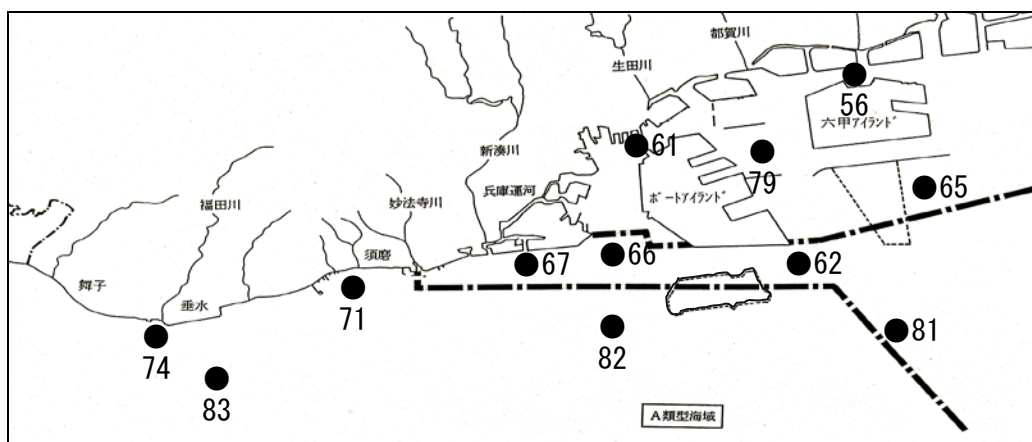 都賀川
生田川
56
六甲アイランド
新湊川
61
79
兵庫運河
ポートアイランド
65
福田川
妙法寺川
須磨
67
66
62
舞子
垂水
71
74
82
81
83
A類型海域